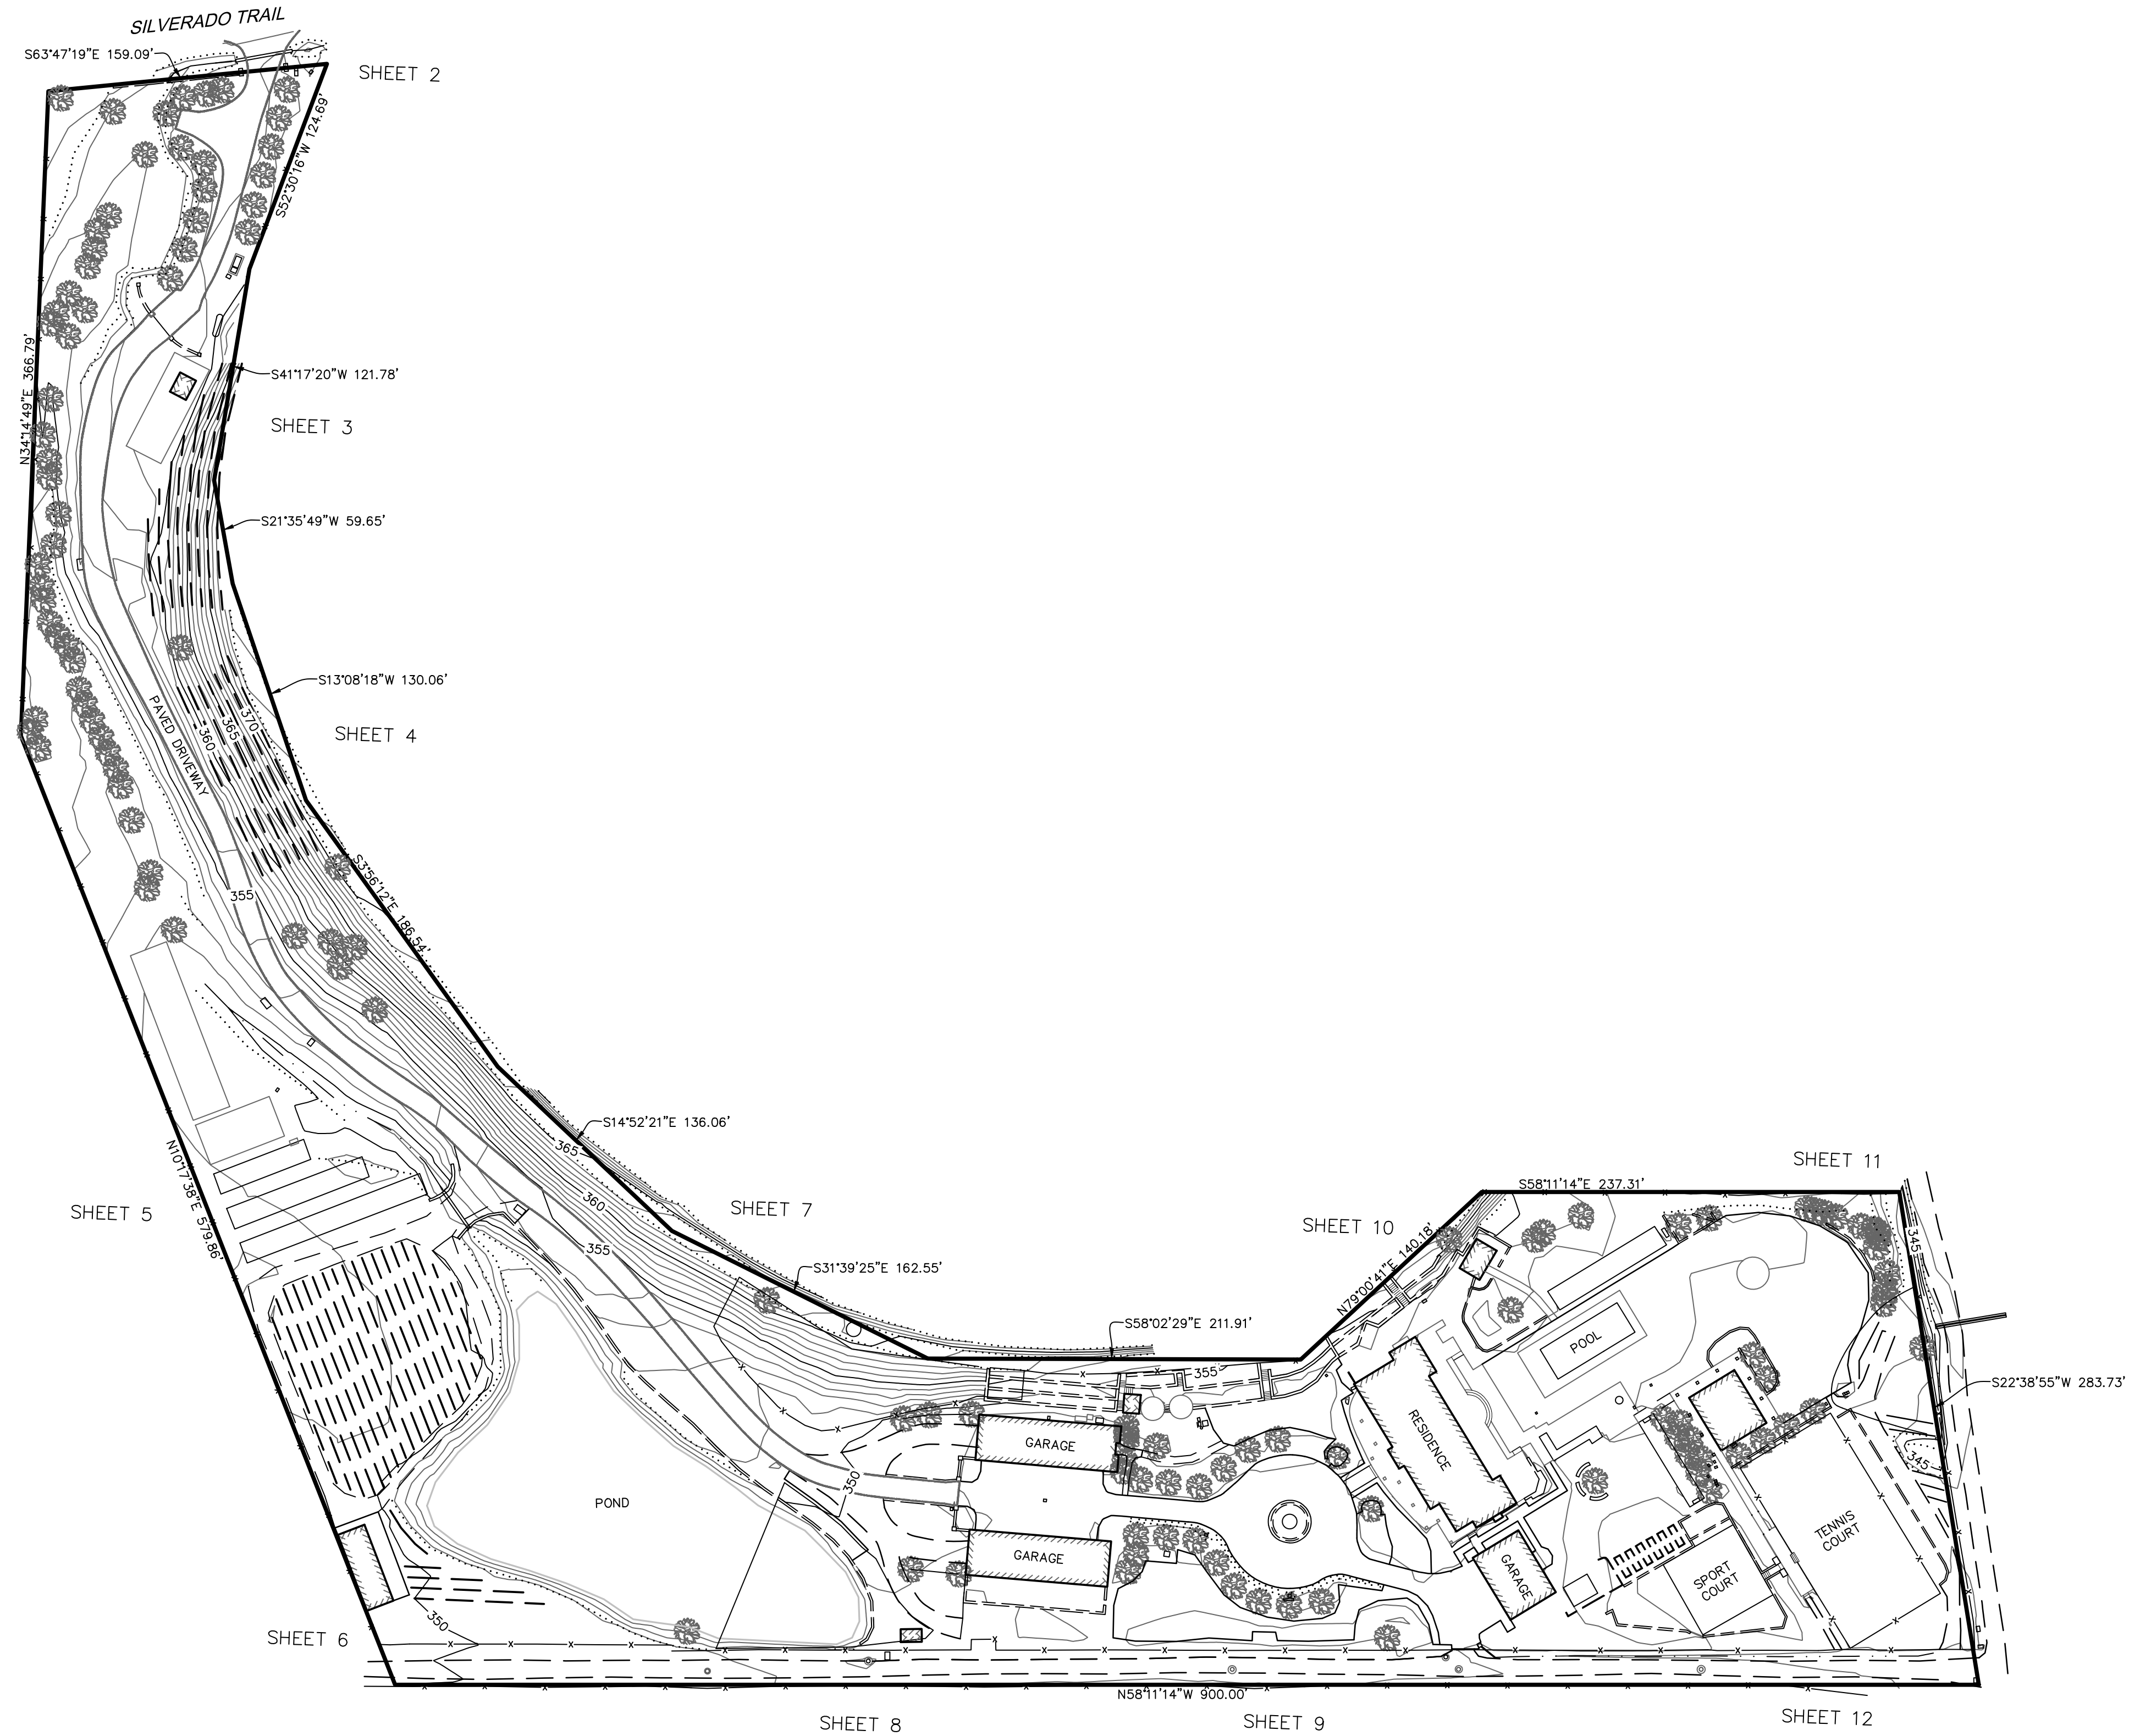 SILVERADO TRAIL
S63°47'19"E 159.09'
SHEET 2
S52°30'16"W 124.69'
N34°14'49"E 366.79'
S41°17'20"W 121.78'
SHEET 3
S21°35'49"W 59.65'
S13°08'18"W 130.06'
370
365
360
PAVED DRIVEWAY
SHEET 4
355
S3°56'12"E 186.54'
S14°52'21"E 136.06'
365
N10°17'38"E 579.86'
SHEET 5
360
SHEET 7
355
S31°39'25"E 162.55'
SHEET 11
S58°11'14"E 237.31'
SHEET 10
N79°00'41"E 140.18'
345
S58°02'29"E 211.91'
POOL
355
S22°38'55"W 283.73'
RESIDENCE
GARAGE
345
350
POND
TENNIS
COURT
GARAGE
GARAGE
SPORT
COURT
350
SHEET 6
N58°11'14"W 900.00'
SHEET 8
SHEET 9
SHEET 12